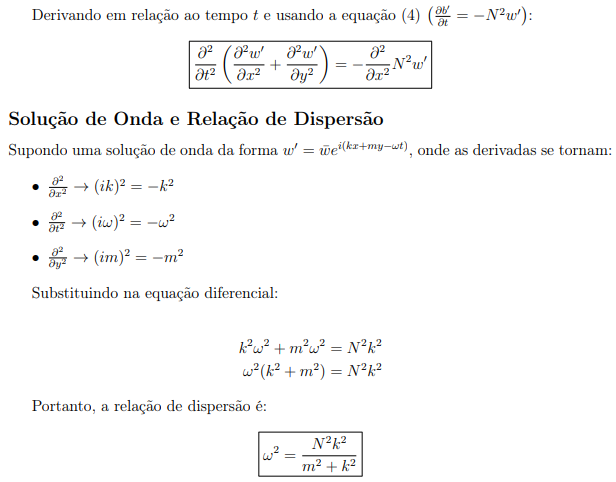 Derivando em relação ao tempo $t$ e usando a equação (4) $\left(\frac{\partial b'}{\partial t} = -N^2 w'\right)$:
$$\boxed{\frac{\partial^2}{\partial t^2}\left(\frac{\partial^2 w'}{\partial x^2} + \frac{\partial^2 w'}{\partial y^2}\right) = -\frac{\partial^2}{\partial x^2} N^2 w'}$$
Solução de Onda e Relação de Dispersão
Supondo uma solução de onda da forma $w' = \bar{w}e^{i(kx+my-\omega t)}$, onde as derivadas se tornam:
• $\frac{\partial^2}{\partial x^2} \to (ik)^2 = -k^2$
• $\frac{\partial^2}{\partial t^2} \to (i\omega)^2 = -\omega^2$
• $\frac{\partial^2}{\partial y^2} \to (im)^2 = -m^2$
Substituindo na equação diferencial:
$$k^2\omega^2 + m^2\omega^2 = N^2k^2$$
$$\omega^2(k^2 + m^2) = N^2k^2$$
Portanto, a relação de dispersão é:
$$\boxed{\omega^2 = \frac{N^2k^2}{m^2 + k^2}}$$